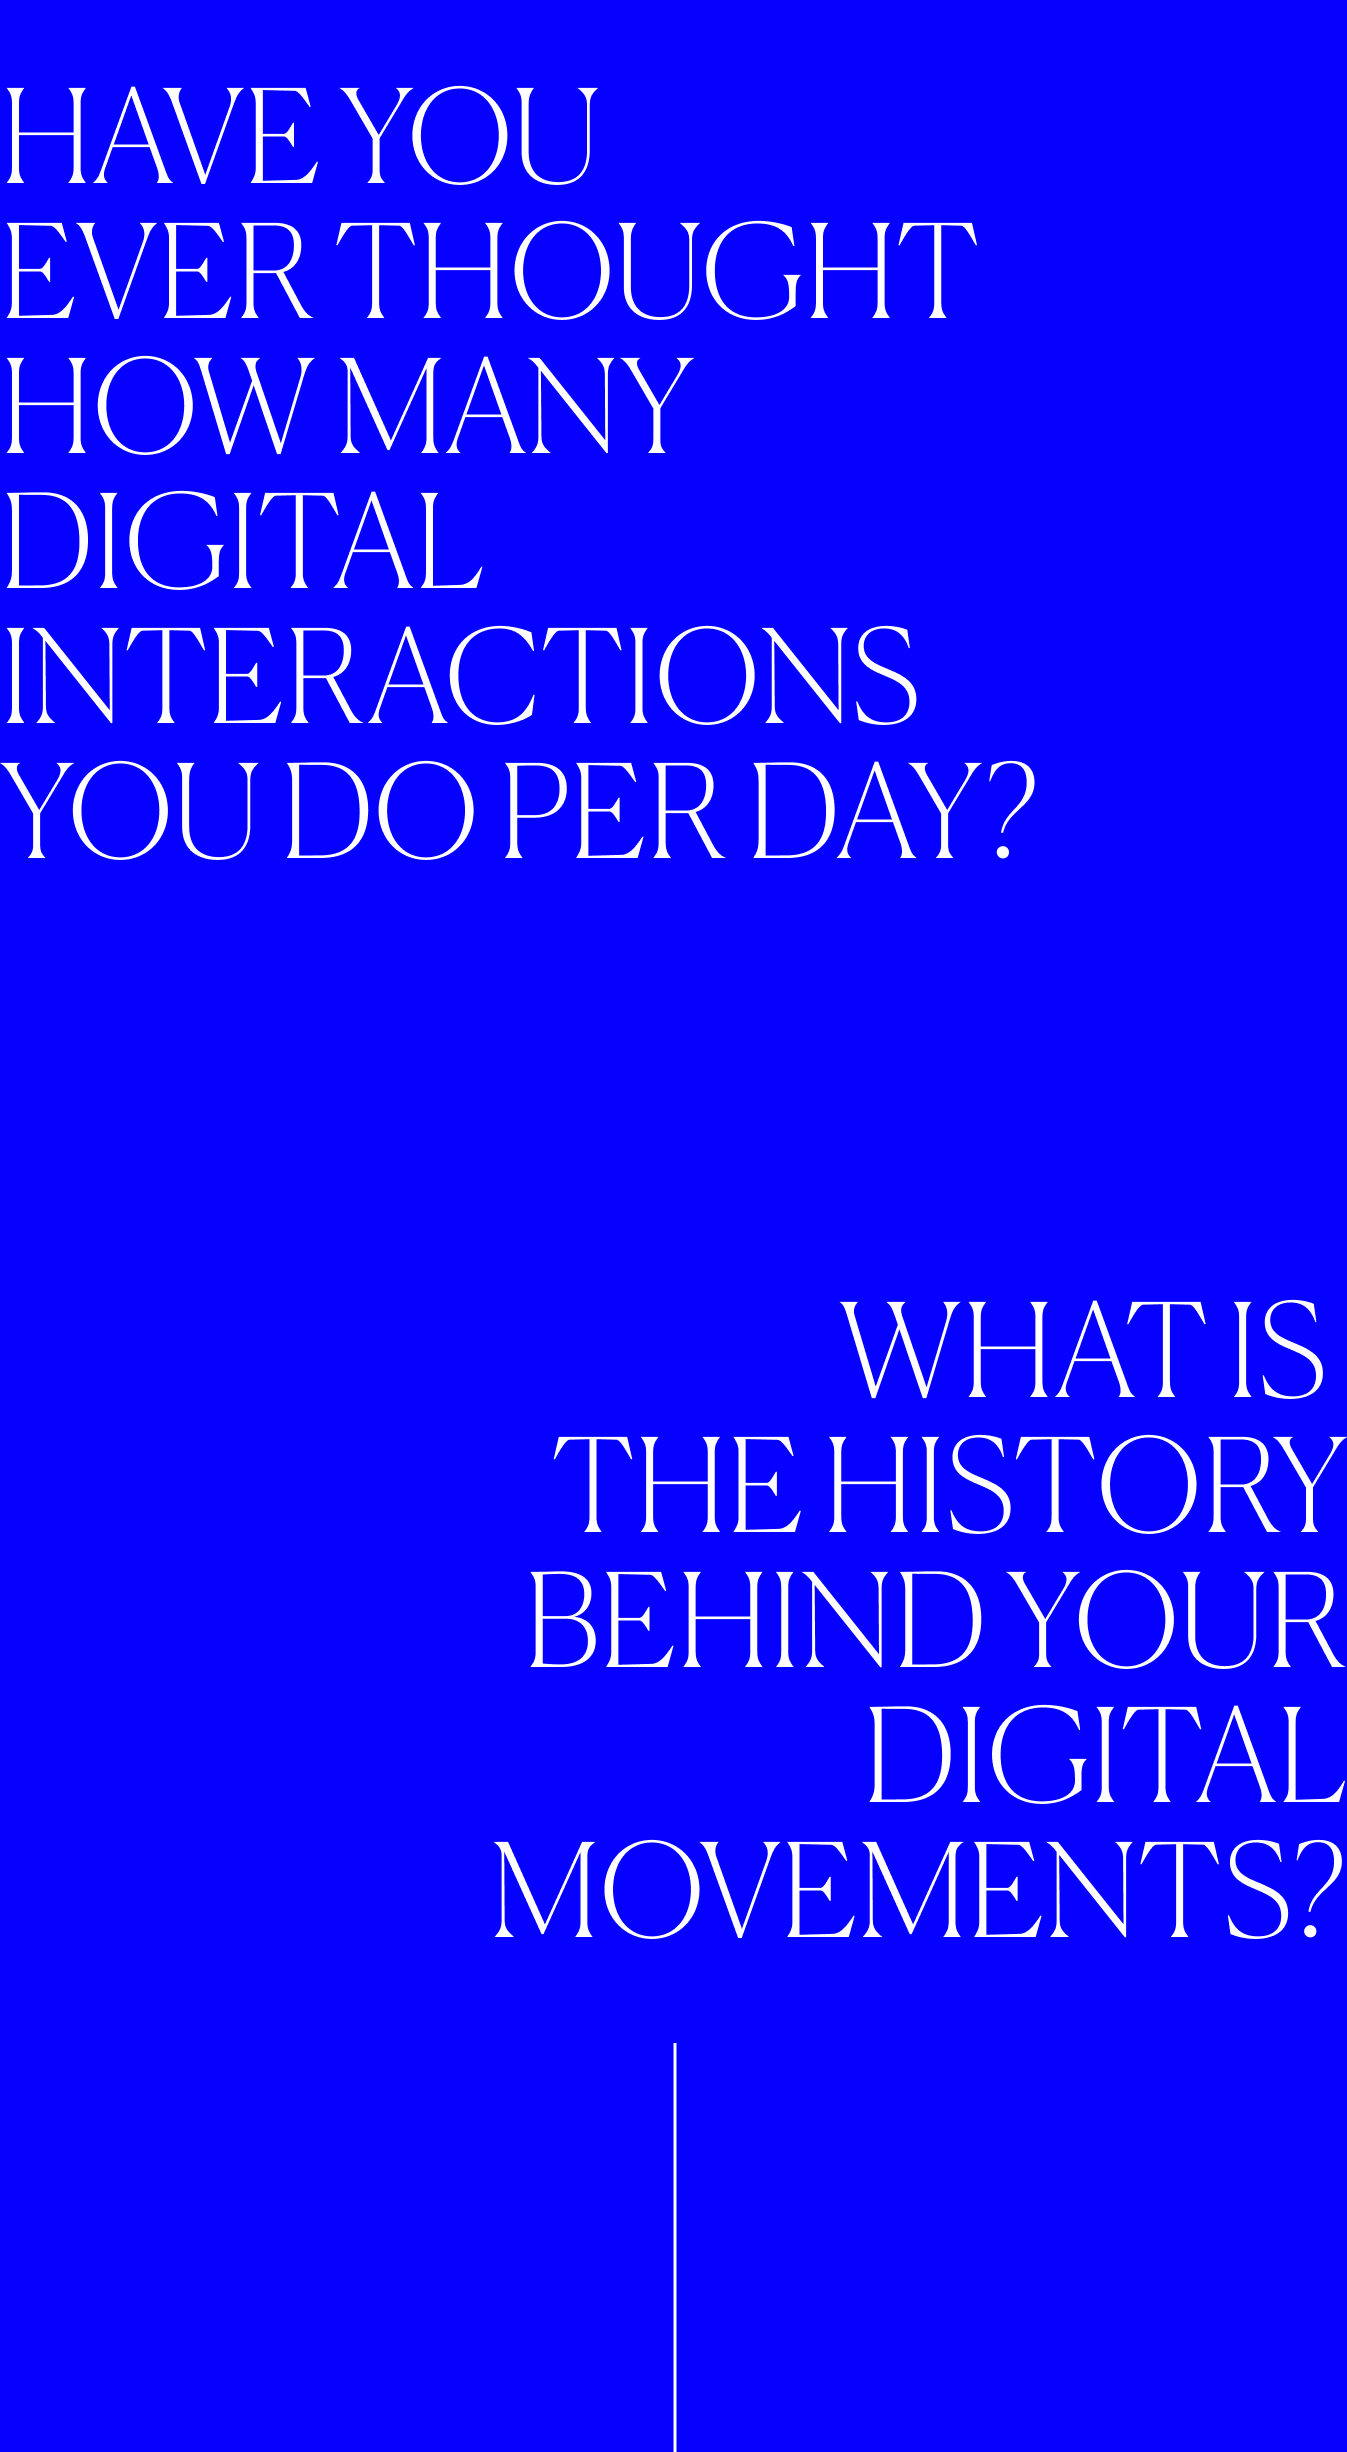 HAVE YOU
EVER THOUGHT
HOW MANY
DIGITAL
INTERACTIONS
YOU DO PER DAY?
WHAT IS
THE HISTORY
BEHIND YOUR
DIGITAL
MOVEMENTS?